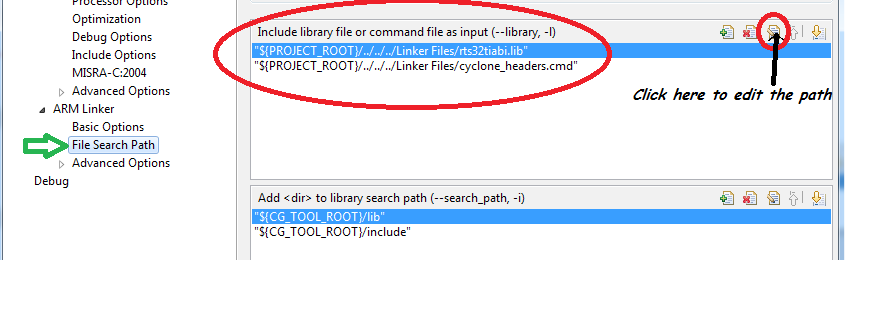 Processor Options
Optimization
Debug Options
Include Options
MISRA-C:2004
Advanced Options
ARM Linker
Basic Options
File Search Path
Advanced Options
Debug
Include library file or command file as input (--library, -l)
"${PROJECT_ROOT}/../../../Linker Files/rts32tiabi.lib"
"${PROJECT_ROOT}/../../../Linker Files/cyclone_headers.cmd"
Click here to edit the path
Add <dir> to library search path (--search_path, -i)
"${CG_TOOL_ROOT}/lib"
"${CG_TOOL_ROOT}/include"